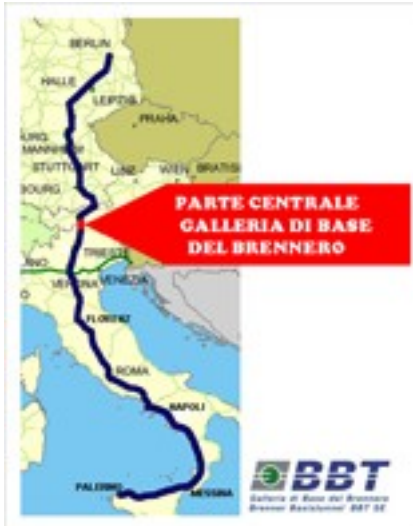 BERLIN
HALLE
LEIPZIG
PRAHA
MANNHEIM
STUTTGART
LINZ
WIEN
PARTE CENTRALE
GALLERIA DI BASE
DEL BRENNERO
TRIESTE
VERONA
VENEZIA
ROMA
NAPOLI
PALERMO
MESSINA
BBT
Galleria di Base del Brennero
Brenner Basistunnel BBT SE